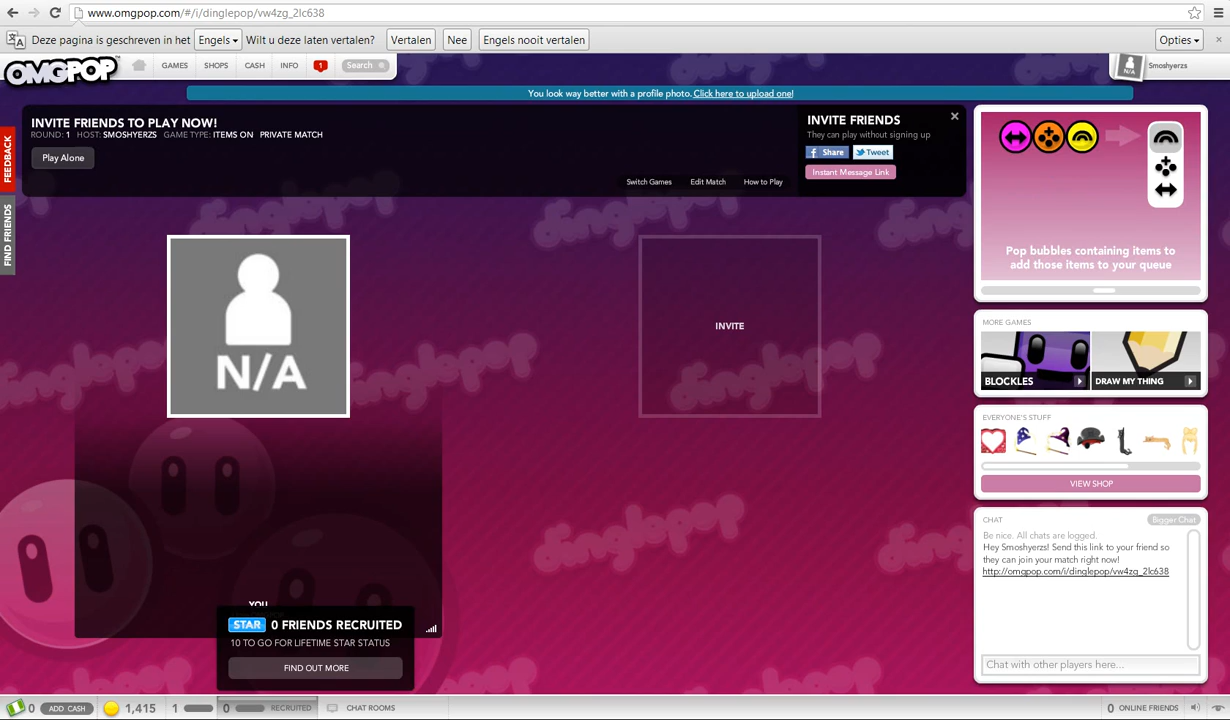 www.omgpop.com/#/i/dinglepop/vw4zg_2lc638
Deze pagina is geschreven in het Engels Wilt u deze laten vertalen? Vertalen Nee Engels nooit vertalen Opties
OMGPOP GAMES SHOPS CASH INFO 1 Search N/A Smoshyerzs
You look way better with a profile photo. Click here to upload one!
FEEDBACK
FIND FRIENDS
INVITE FRIENDS TO PLAY NOW!
ROUND: 1 HOST: SMOSHYERZS GAME TYPE: ITEMS ON PRIVATE MATCH
Play Alone
Switch Games Edit Match How to Play
INVITE FRIENDS
They can play without signing up
Share Tweet
Instant Message Link
N/A
INVITE
dinglepop
dinglepop
dinglepop
dinglepop
dinglepop
YOU
STAR 0 FRIENDS RECRUITED
10 TO GO FOR LIFETIME STAR STATUS
FIND OUT MORE
Pop bubbles containing items to
add those items to your queue
MORE GAMES
BLOCKLES DRAW MY THING
EVERYONE'S STUFF
VIEW SHOP
CHAT Bigger Chat
Be nice. All chats are logged.
Hey Smoshyerzs! Send this link to your friend so
they can join your match right now!
http://omgpop.com/i/dinglepop/vw4zg_2lc638
Chat with other players here...
0 ADD CASH 1,415 1 0 RECRUITED CHAT ROOMS 0 ONLINE FRIENDS